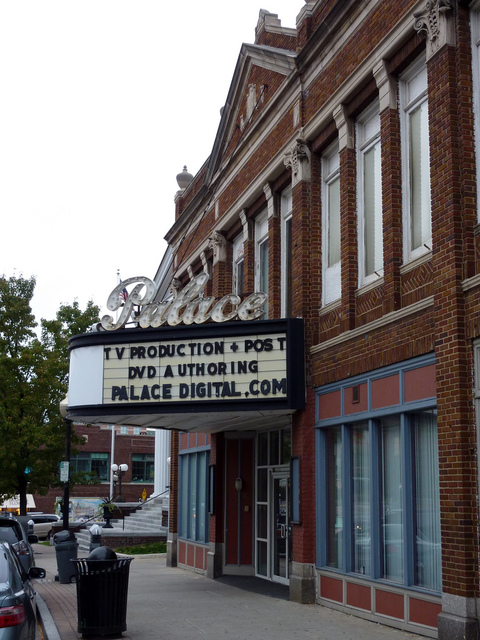 Palace
TV PRODUCTION + POST
DVD AUTHORING
PALACE DIGITAL.COM